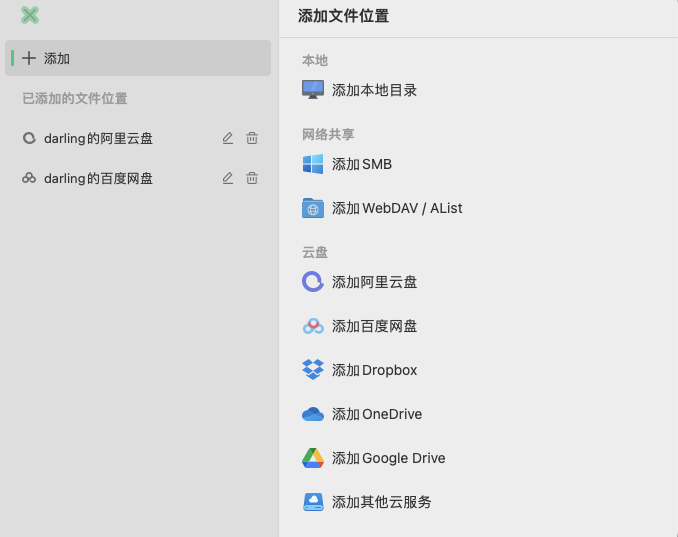 添加
已添加的文件位置
darling的阿里云盘
darling的百度网盘
添加文件位置
本地
添加本地目录
网络共享
添加SMB
添加WebDAV / AList
云盘
添加阿里云盘
添加百度网盘
添加Dropbox
添加OneDrive
添加Google Drive
添加其他云服务